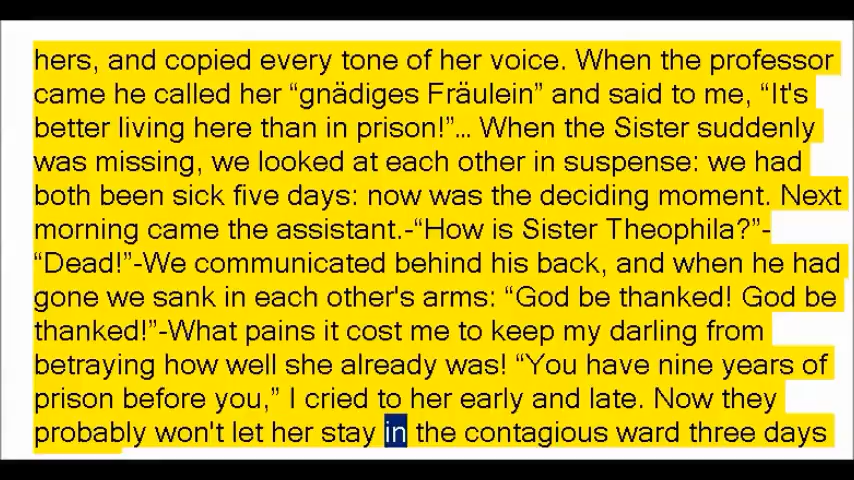 hers, and copied every tone of her voice. When the professor
came he called her “gnädiges Fräulein” and said to me, “It's
better living here than in prison!”... When the Sister suddenly
was missing, we looked at each other in suspense: we had
both been sick five days: now was the deciding moment. Next
morning came the assistant.-“How is Sister Theophila?”-
“Dead!”-We communicated behind his back, and when he had
gone we sank in each other's arms: “God be thanked! God be
thanked!”-What pains it cost me to keep my darling from
betraying how well she already was! “You have nine years of
prison before you,” I cried to her early and late. Now they
probably won't let her stay in the contagious ward three days